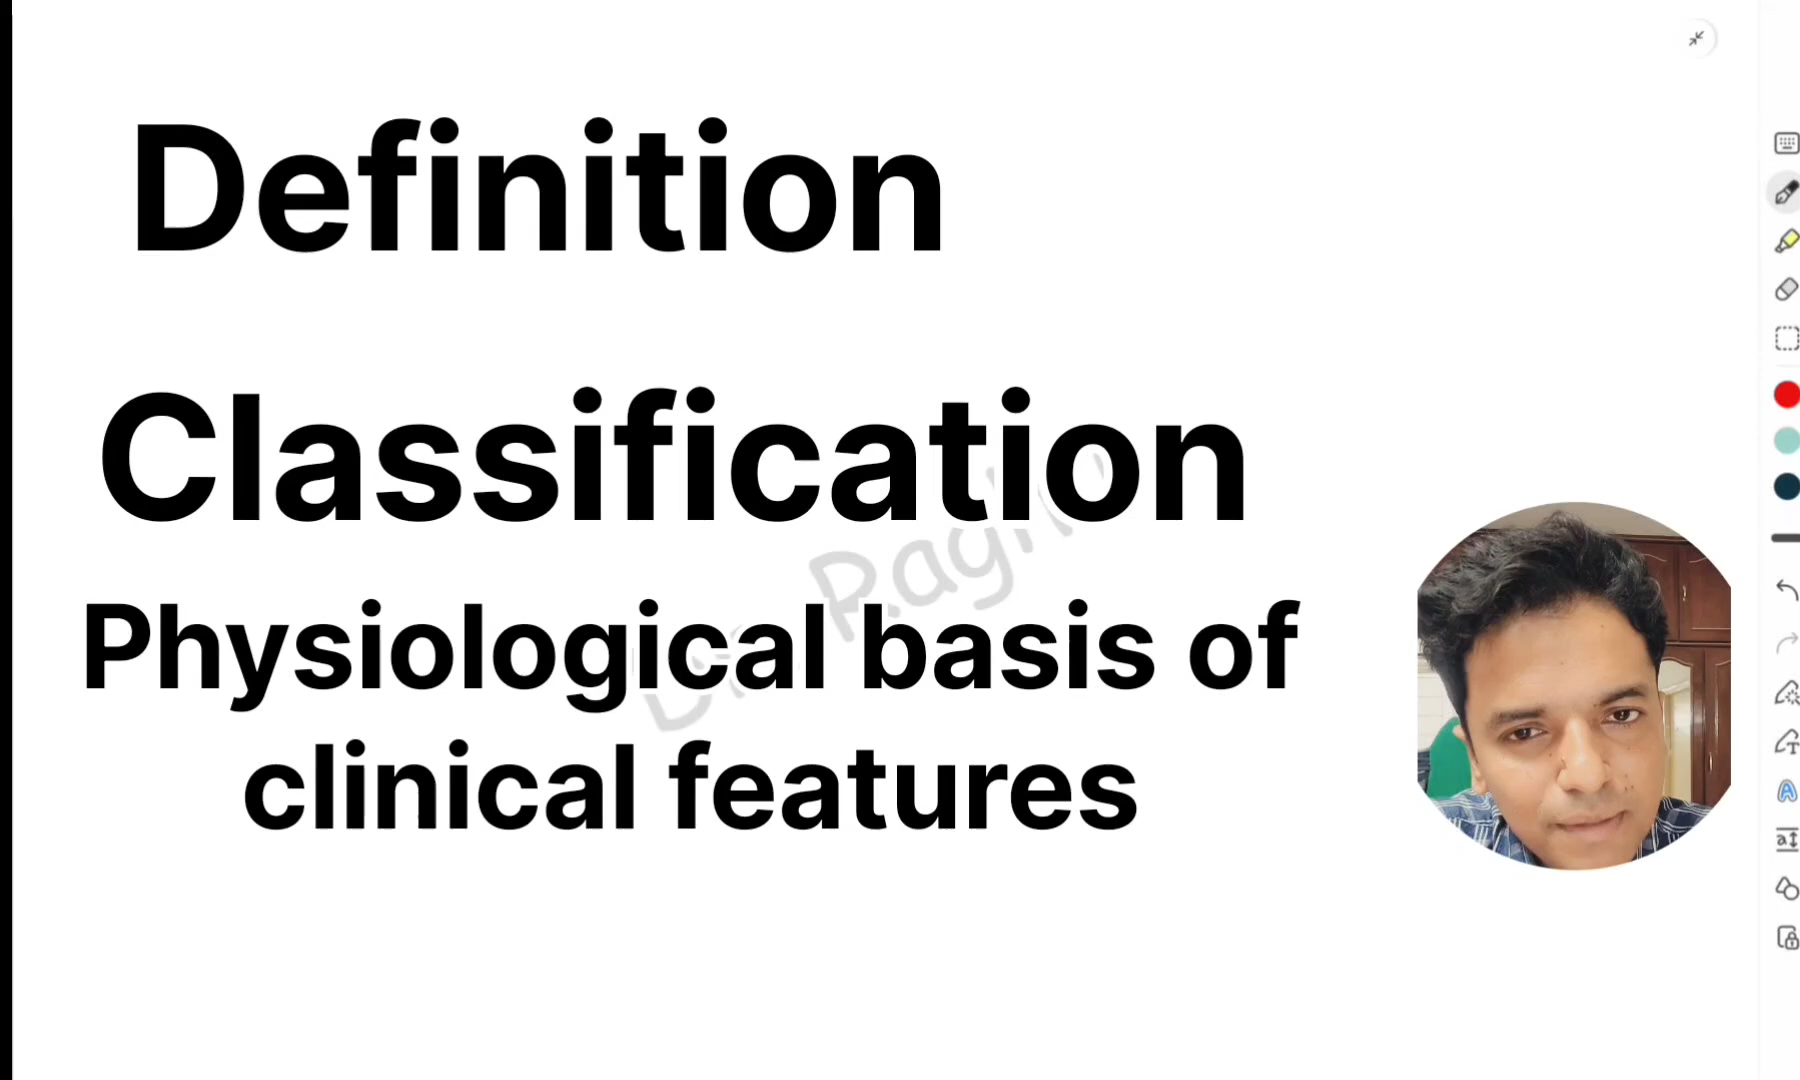 Definition
Classification
Physiological basis of
clinical features